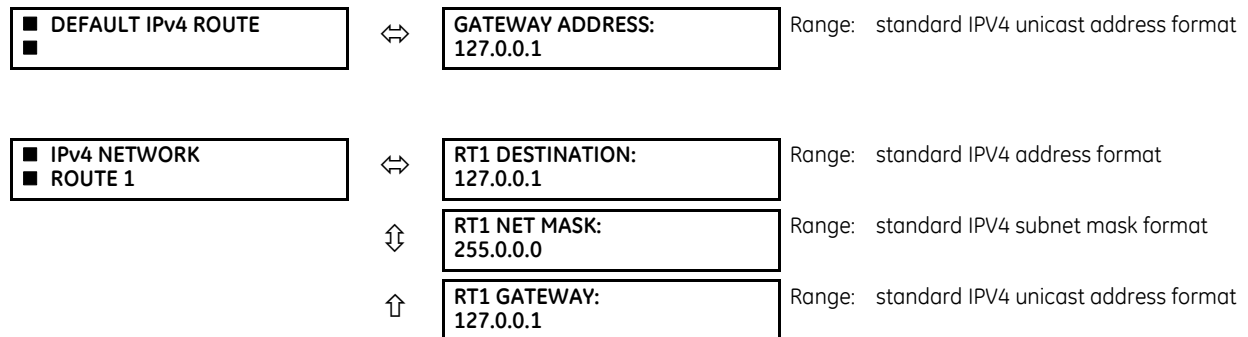 ■ DEFAULT IPv4 ROUTE
■
GATEWAY ADDRESS:
127.0.0.1
Range: standard IPV4 unicast address format
■ IPv4 NETWORK
■ ROUTE 1
RT1 DESTINATION:
127.0.0.1
Range: standard IPV4 address format
RT1 NET MASK:
255.0.0.0
Range: standard IPV4 subnet mask format
RT1 GATEWAY:
127.0.0.1
Range: standard IPV4 unicast address format